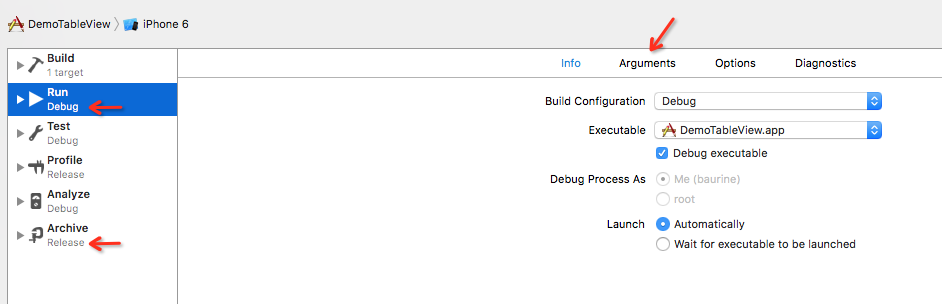 DemoTableView iPhone 6
Build
1 target
Run
Debug
Test
Debug
Profile
Release
Analyze
Debug
Archive
Release
Info Arguments Options Diagnostics
Build Configuration Debug
Executable DemoTableView.app
Debug executable
Debug Process As Me (baurine)
root
Launch Automatically
Wait for executable to be launched